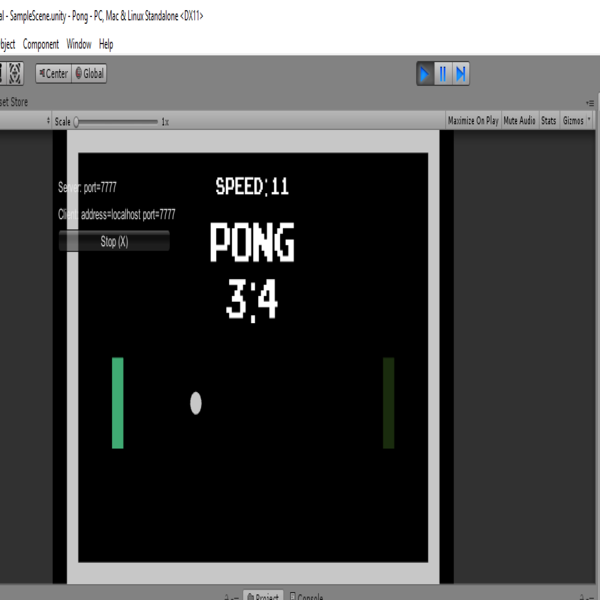 al - SampleScene.unity - Pong - PC, Mac & Linux Standalone <DX11>
bject Component Window Help
Center Global
set Store
Scale 1x Maximize On Play Mute Audio Stats Gizmos
Server: port=7777
SPEED:11
Client: address=localhost port=7777
Stop (X)
PONG
3:4
Project Console